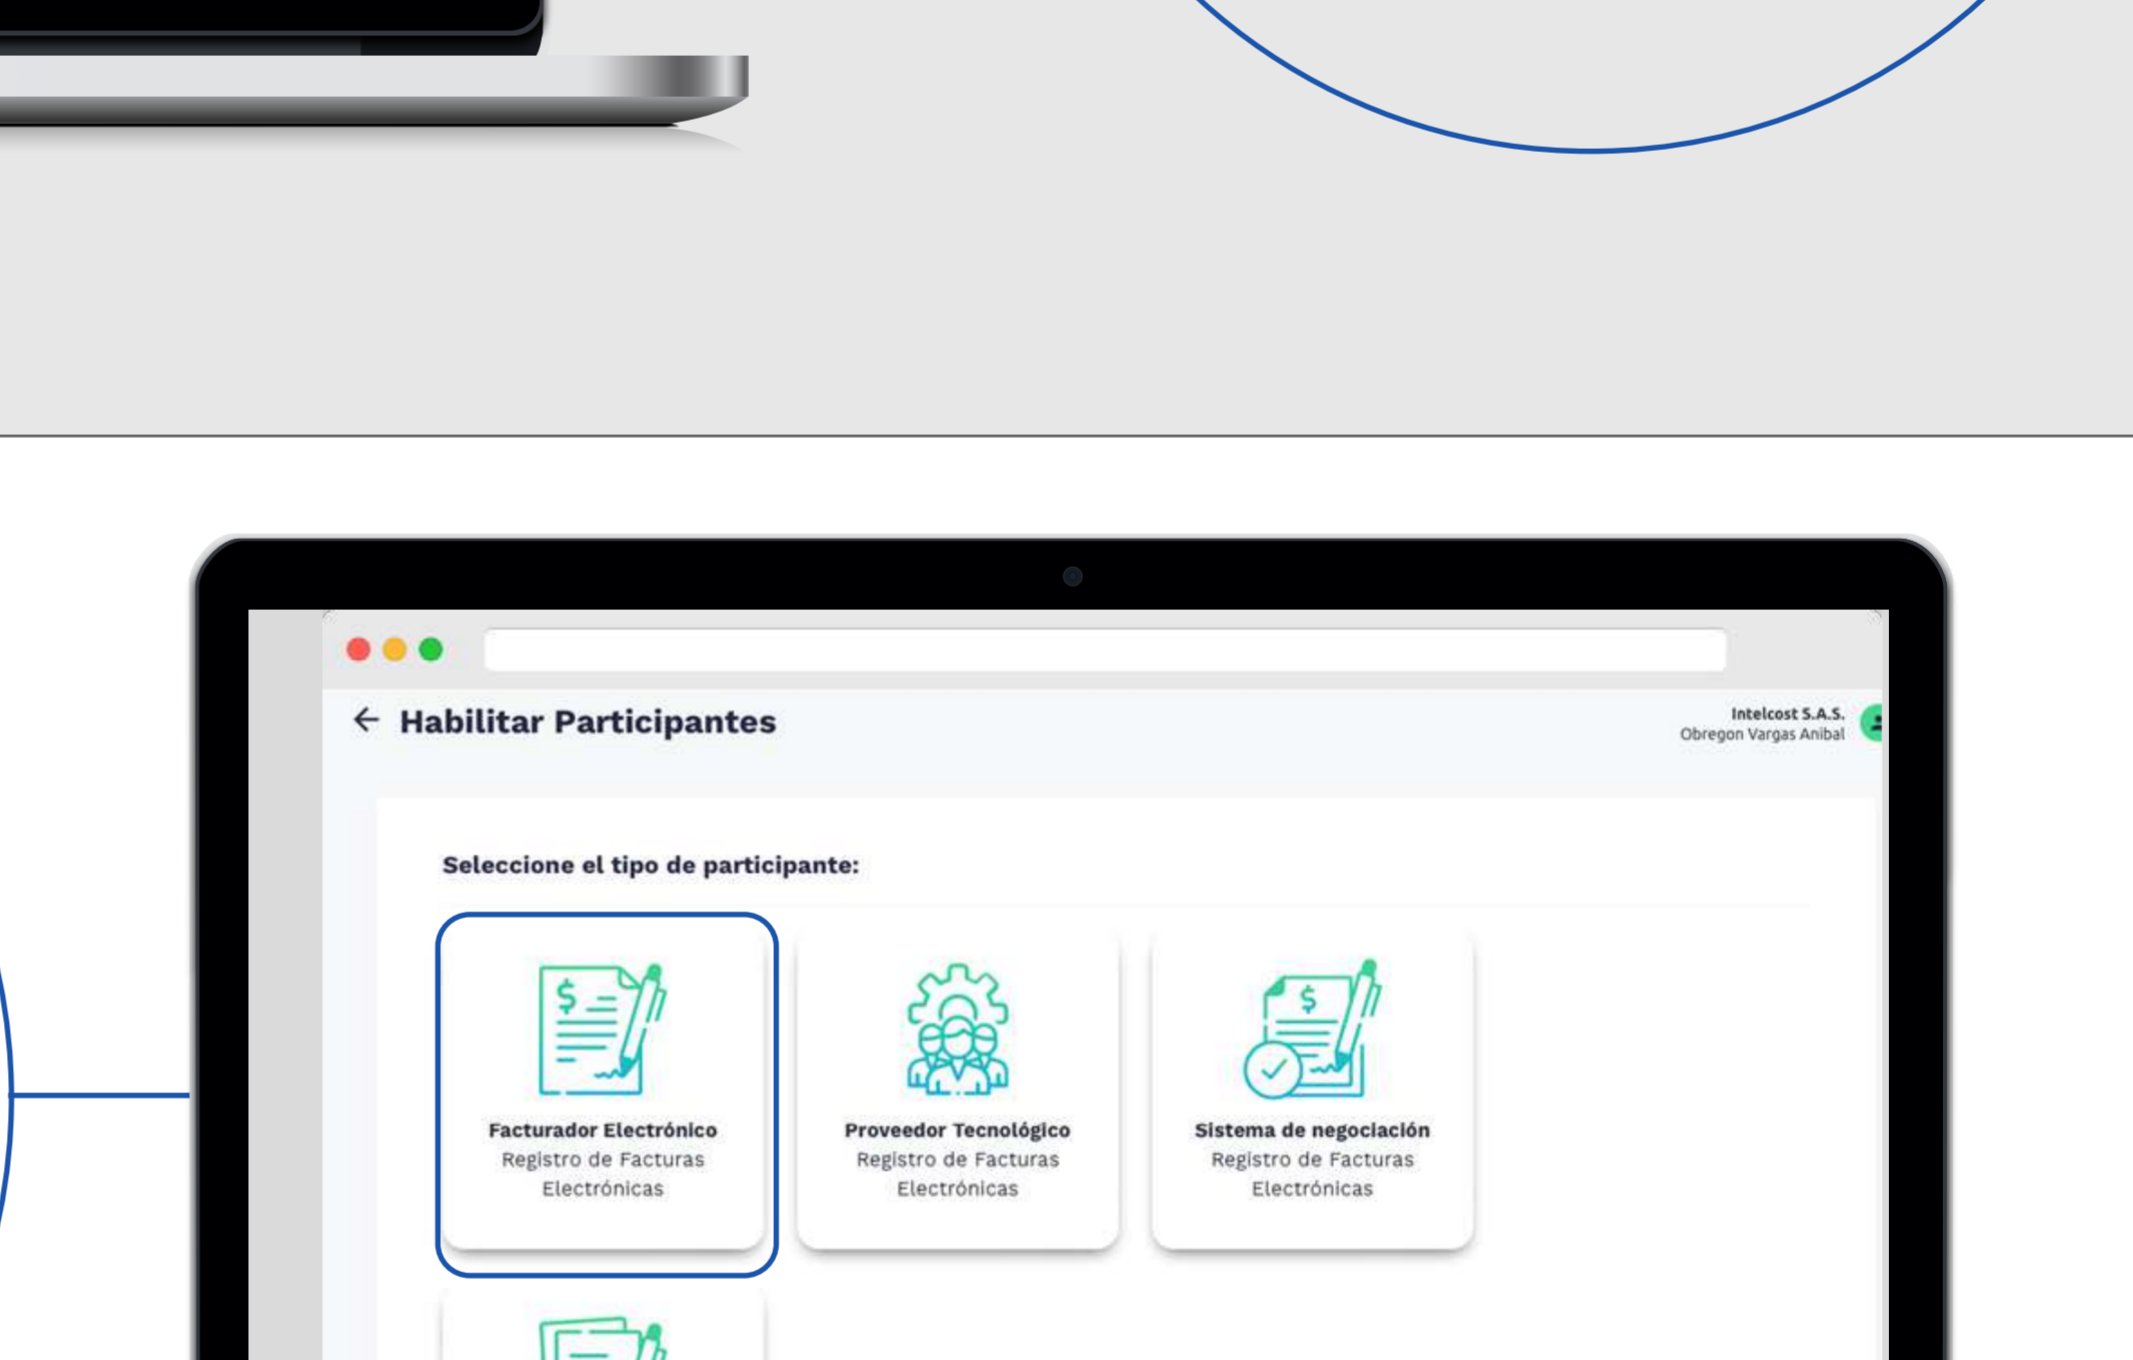 Habilitar Participantes
Intelcost S.A.S.
Obregon Vargas Anibal
Seleccione el tipo de participante:
Facturador Electrónico
Registro de Facturas
Electrónicas
Proveedor Tecnológico
Registro de Facturas
Electrónicas
Sistema de negociación
Registro de Facturas
Electrónicas